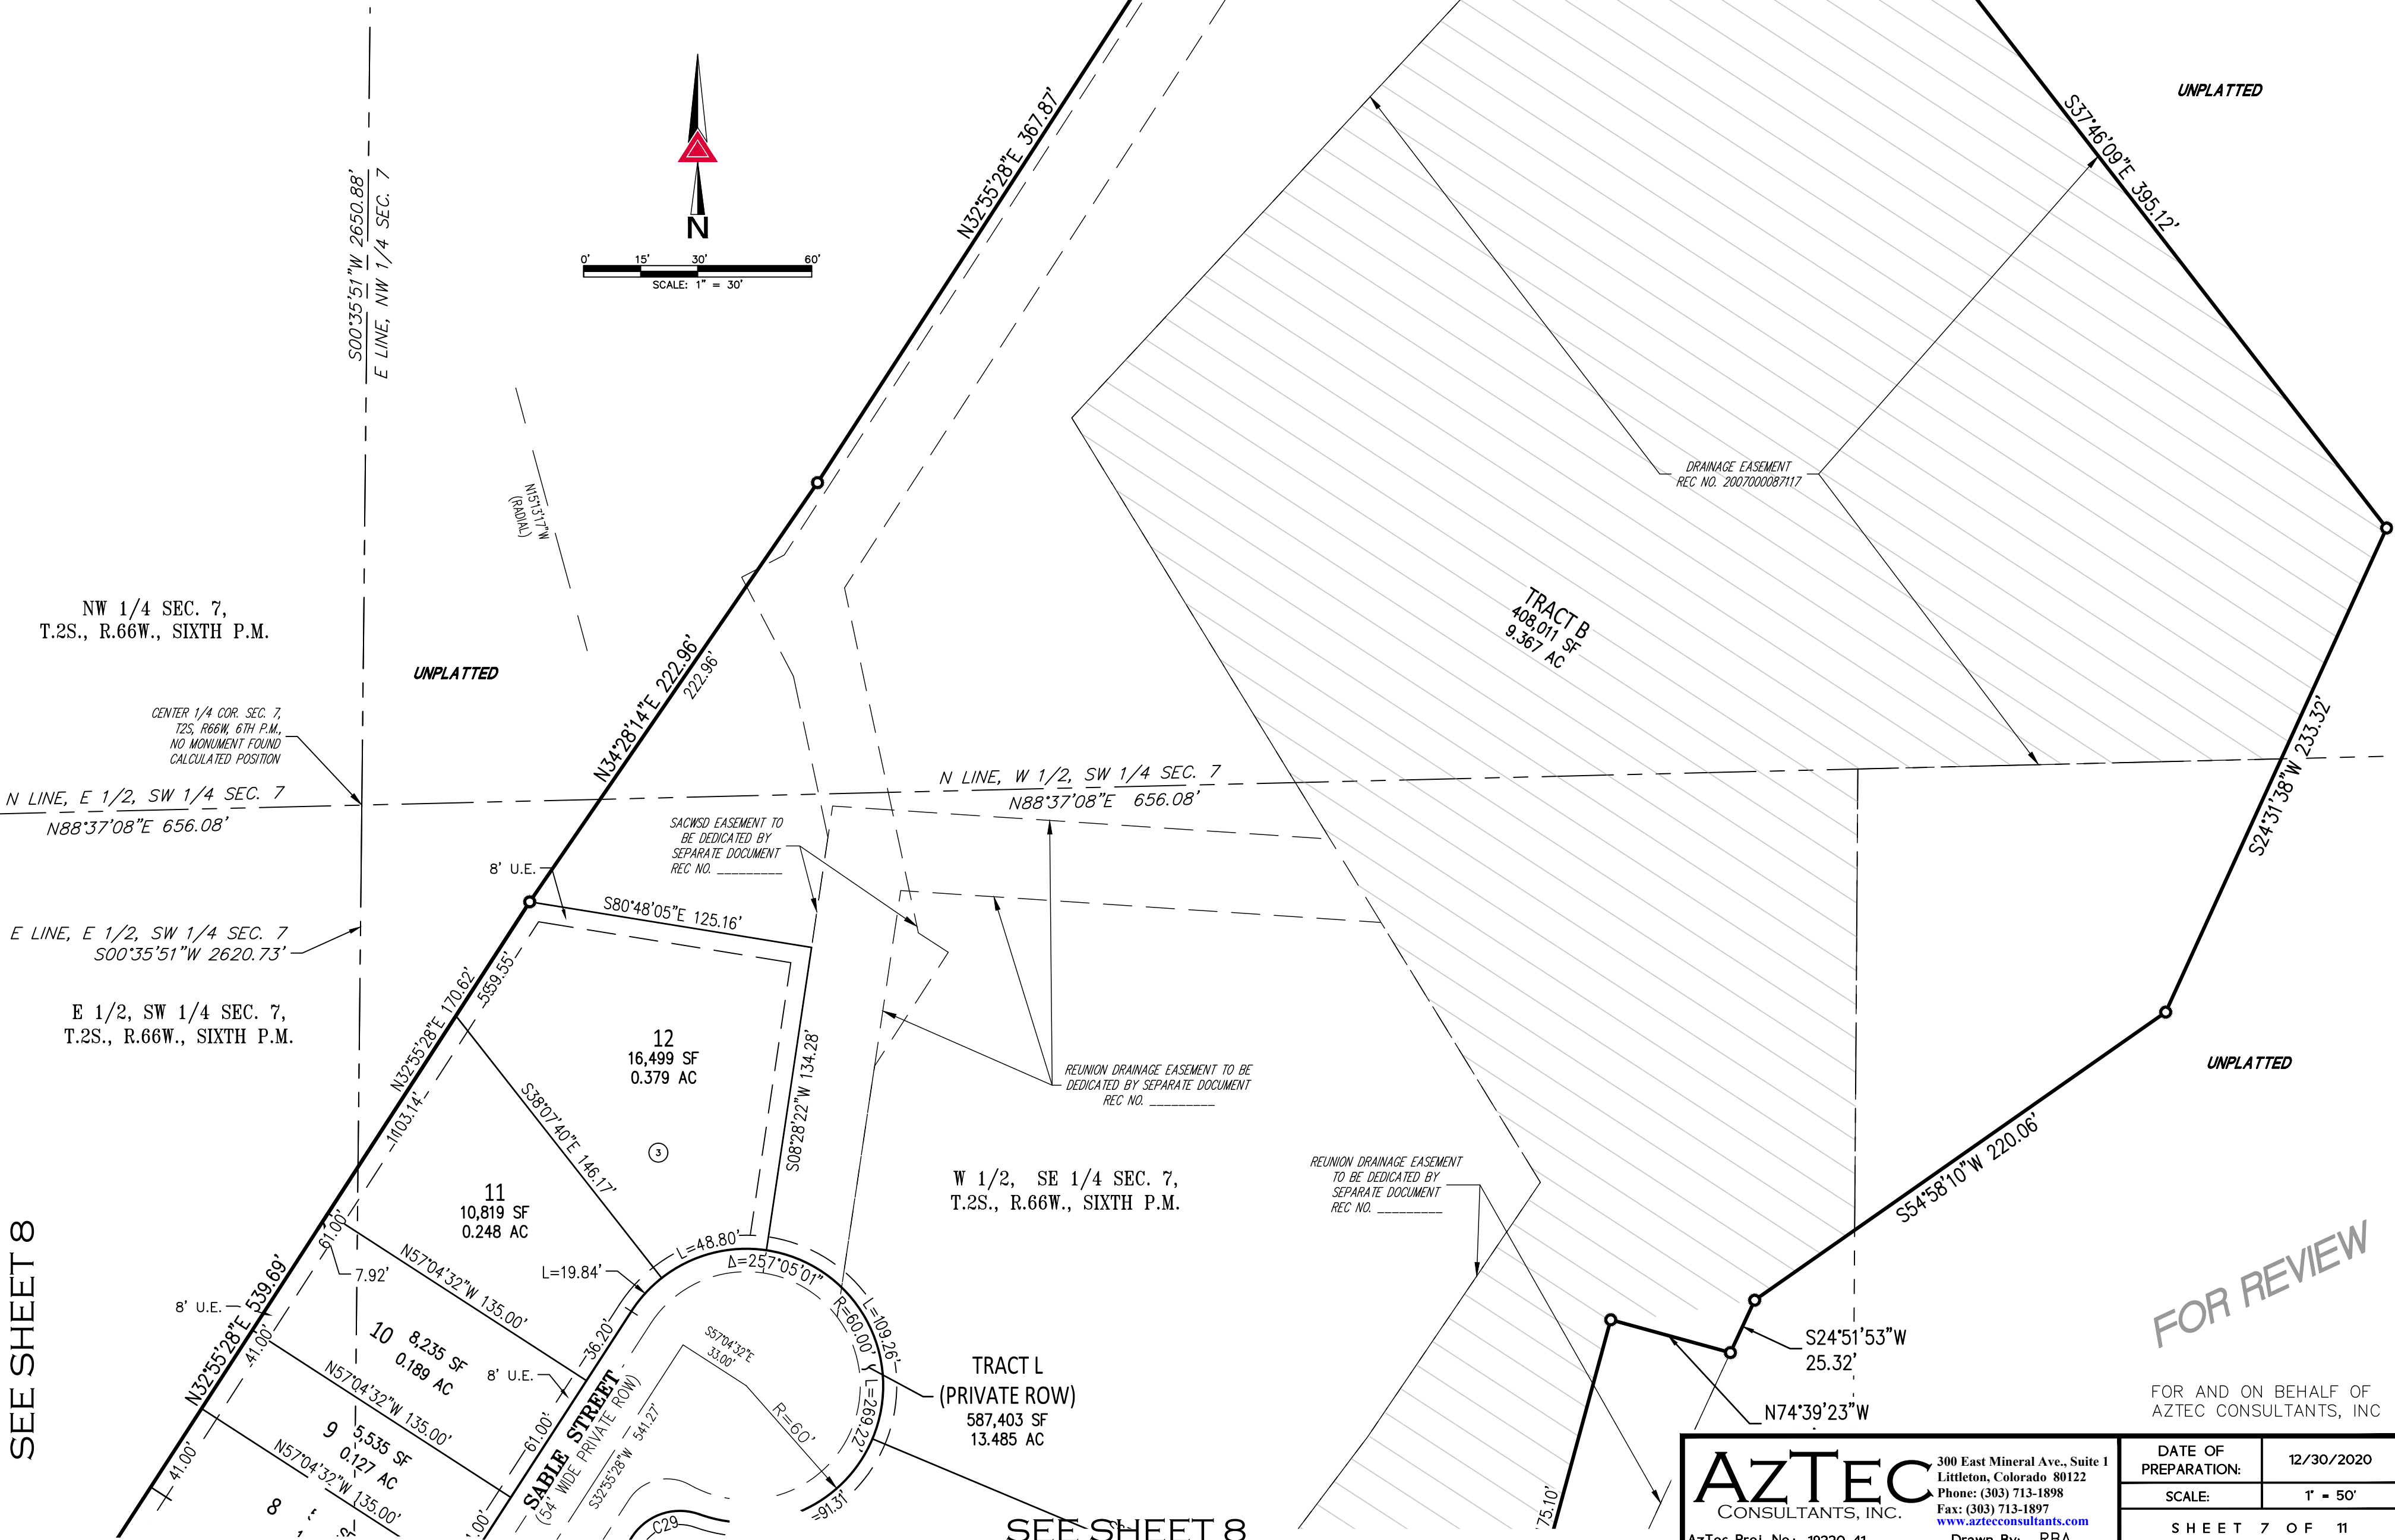 UNPLATTED
S37°46'09"E 395.12'
N32°55'28"E 367.87'
S00°35'51"W 2650.88'
E LINE, NW 1/4 SEC. 7
N
0' 15' 30' 60'
SCALE: 1" = 30'
DRAINAGE EASEMENT
REC NO. 2007000087117
N15°13'17"W
(RADIAL)
NW 1/4 SEC. 7,
T.2S., R.66W., SIXTH P.M.
UNPLATTED
TRACT B
408,011 SF
9.367 AC
N34°28'14"E 222.96'
222.96'
CENTER 1/4 COR. SEC. 7,
T2S, R66W, 6TH P.M.,
NO MONUMENT FOUND
CALCULATED POSITION
S24°31'38"W 233.32'
N LINE, E 1/2, SW 1/4 SEC. 7
N88°37'08"E 656.08'
N LINE, W 1/2, SW 1/4 SEC. 7
N88°37'08"E 656.08'
SACWSD EASEMENT TO
BE DEDICATED BY
SEPARATE DOCUMENT
REC NO. _________
8' U.E.
S80°48'05"E 125.16'
E LINE, E 1/2, SW 1/4 SEC. 7
S00°35'51"W 2620.73'
E 1/2, SW 1/4 SEC. 7,
T.2S., R.66W., SIXTH P.M.
N32°55'28"E 170.62'
12
16,499 SF
0.379 AC
S08°28'22"W 134.28'
S38°07'40"E 146.17'
3
REUNION DRAINAGE EASEMENT TO BE
DEDICATED BY SEPARATE DOCUMENT
REC NO. _________
UNPLATTED
W 1/2, SE 1/4 SEC. 7,
T.2S., R.66W., SIXTH P.M.
REUNION DRAINAGE EASEMENT
TO BE DEDICATED BY
SEPARATE DOCUMENT
REC NO. _________
S54°58'10"W 220.06'
11
10,819 SF
0.248 AC
61.00'
7.92'
N57°04'32"W 135.00'
L=19.84'
L=48.80'
Δ=257°05'01"
R=60.00'
L=109.26'
L=269.22'
SEE SHEET 8
8' U.E.
N32°55'28"E 539.69'
41.00'
10
8,235 SF
0.189 AC
36.20'
8' U.E.
S57°04'32"E
33.00'
R=60'
91.31'
N57°04'32"W 135.00'
9
5,535 SF
0.127 AC
41.00'
N57°04'32"W 135.00'
8
61.00'
SABLE STREET
(54' WIDE PRIVATE ROW)
S32°55'28"W 541.27'
C29
TRACT L
(PRIVATE ROW)
587,403 SF
13.485 AC
SEE SHEET 8
S24°51'53"W
25.32'
N74°39'23"W
FOR REVIEW
FOR AND ON BEHALF OF
AZTEC CONSULTANTS, INC
AZTEC
CONSULTANTS, INC.
300 East Mineral Ave., Suite 1
Littleton, Colorado 80122
Phone: (303) 713-1898
Fax: (303) 713-1897
www.aztecconsultants.com
Drawn By: RBA
DATE OF
PREPARATION:
12/30/2020
SCALE:
1" = 50'
SHEET 7 OF 11